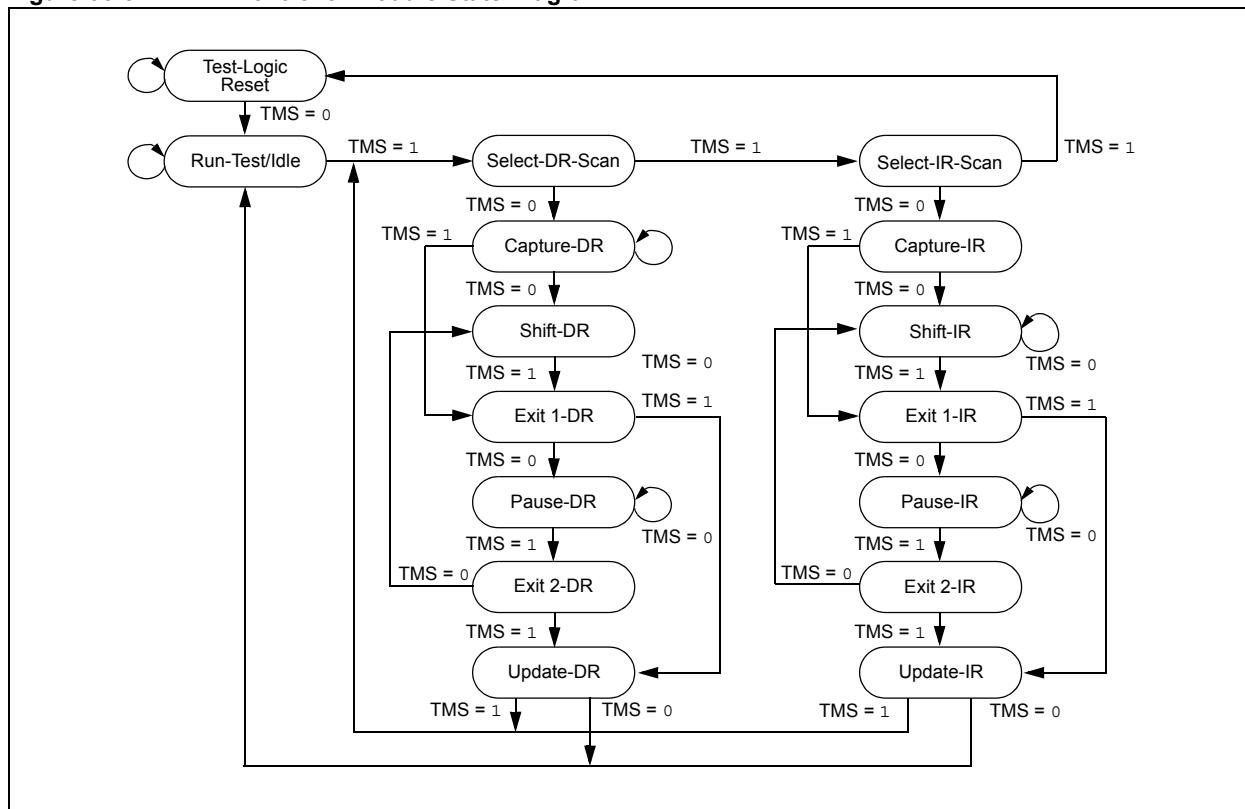 Test-Logic
Reset
TMS = 0
Run-Test/Idle
TMS = 1
Select-DR-Scan
TMS = 1
Select-IR-Scan
TMS = 1
TMS = 0
TMS = 0
TMS = 1
Capture-DR
TMS = 1
Capture-IR
TMS = 0
TMS = 0
Shift-DR
Shift-IR
TMS = 0
TMS = 0
TMS = 1
TMS = 1
Exit 1-DR
TMS = 1
Exit 1-IR
TMS = 1
TMS = 0
TMS = 0
Pause-DR
Pause-IR
TMS = 1
TMS = 0
TMS = 1
TMS = 0
TMS = 0
Exit 2-DR
TMS = 0
Exit 2-IR
TMS = 1
TMS = 1
Update-DR
Update-IR
TMS = 1
TMS = 0
TMS = 1
TMS = 0